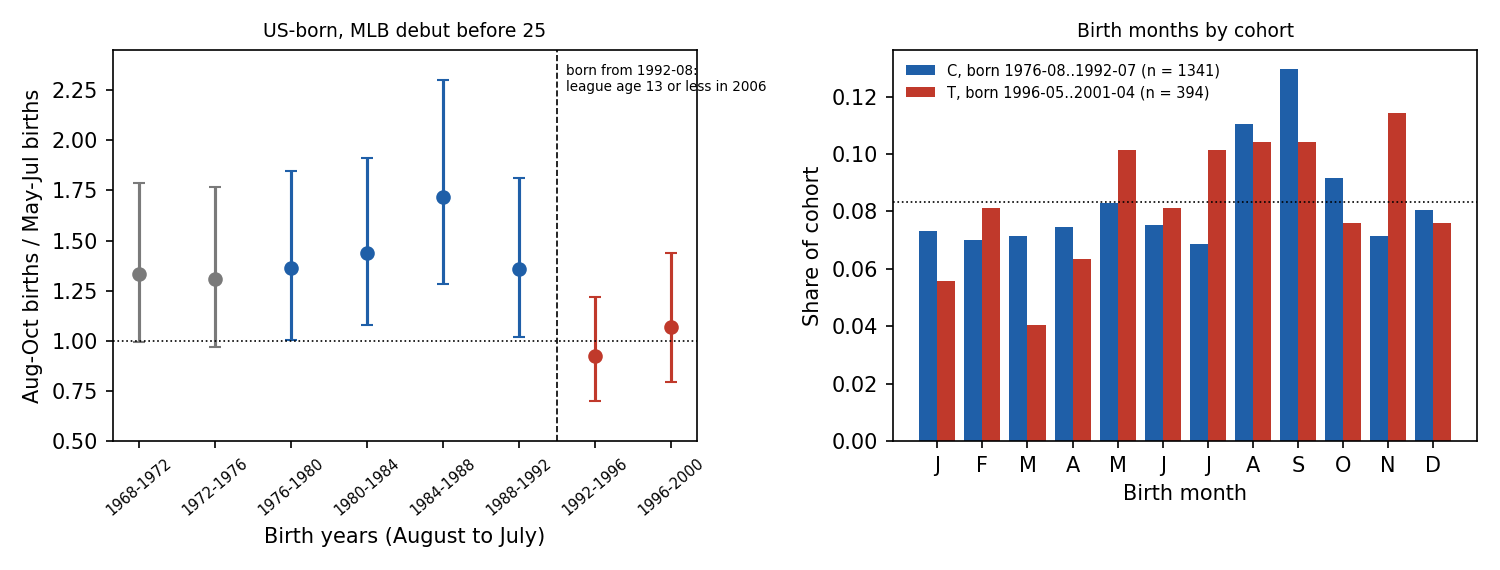 US-born, MLB debut before 25
Aug-Oct births / May-Jul births
2.25
2.00
1.75
1.50
1.25
1.00
0.75
0.50
born from 1992-08:
league age 13 or less in 2006
1968-1972
1972-1976
1976-1980
1980-1984
1984-1988
1988-1992
1992-1996
1996-2000
Birth years (August to July)
Birth months by cohort
Share of cohort
0.12
0.10
0.08
0.06
0.04
0.02
0.00
C, born 1976-08..1992-07 (n = 1341)
T, born 1996-05..2001-04 (n = 394)
J F M A M J J A S O N D
Birth month